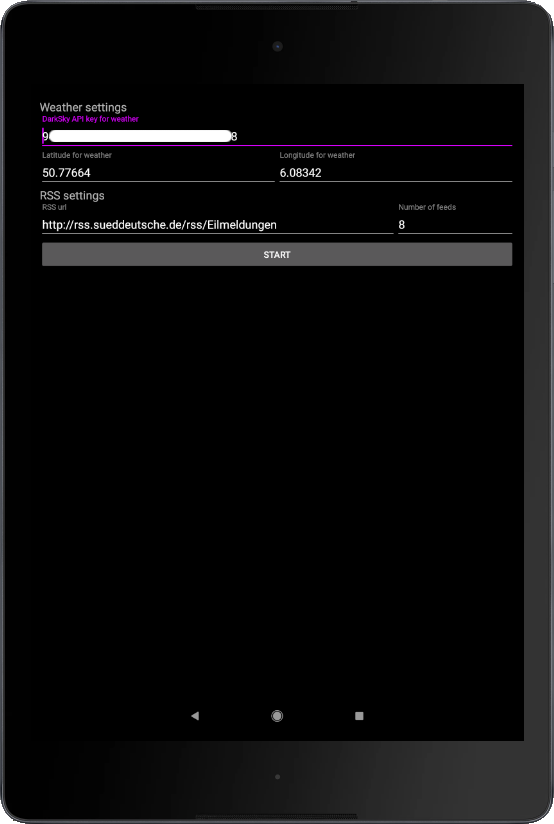 Weather settings
DarkSky API key for weather
9 8
Latitude for weather Longitude for weather
50.77664 6.08342
RSS settings
RSS url Number of feeds
http://rss.sueddeutsche.de/rss/Eilmeldungen 8
START